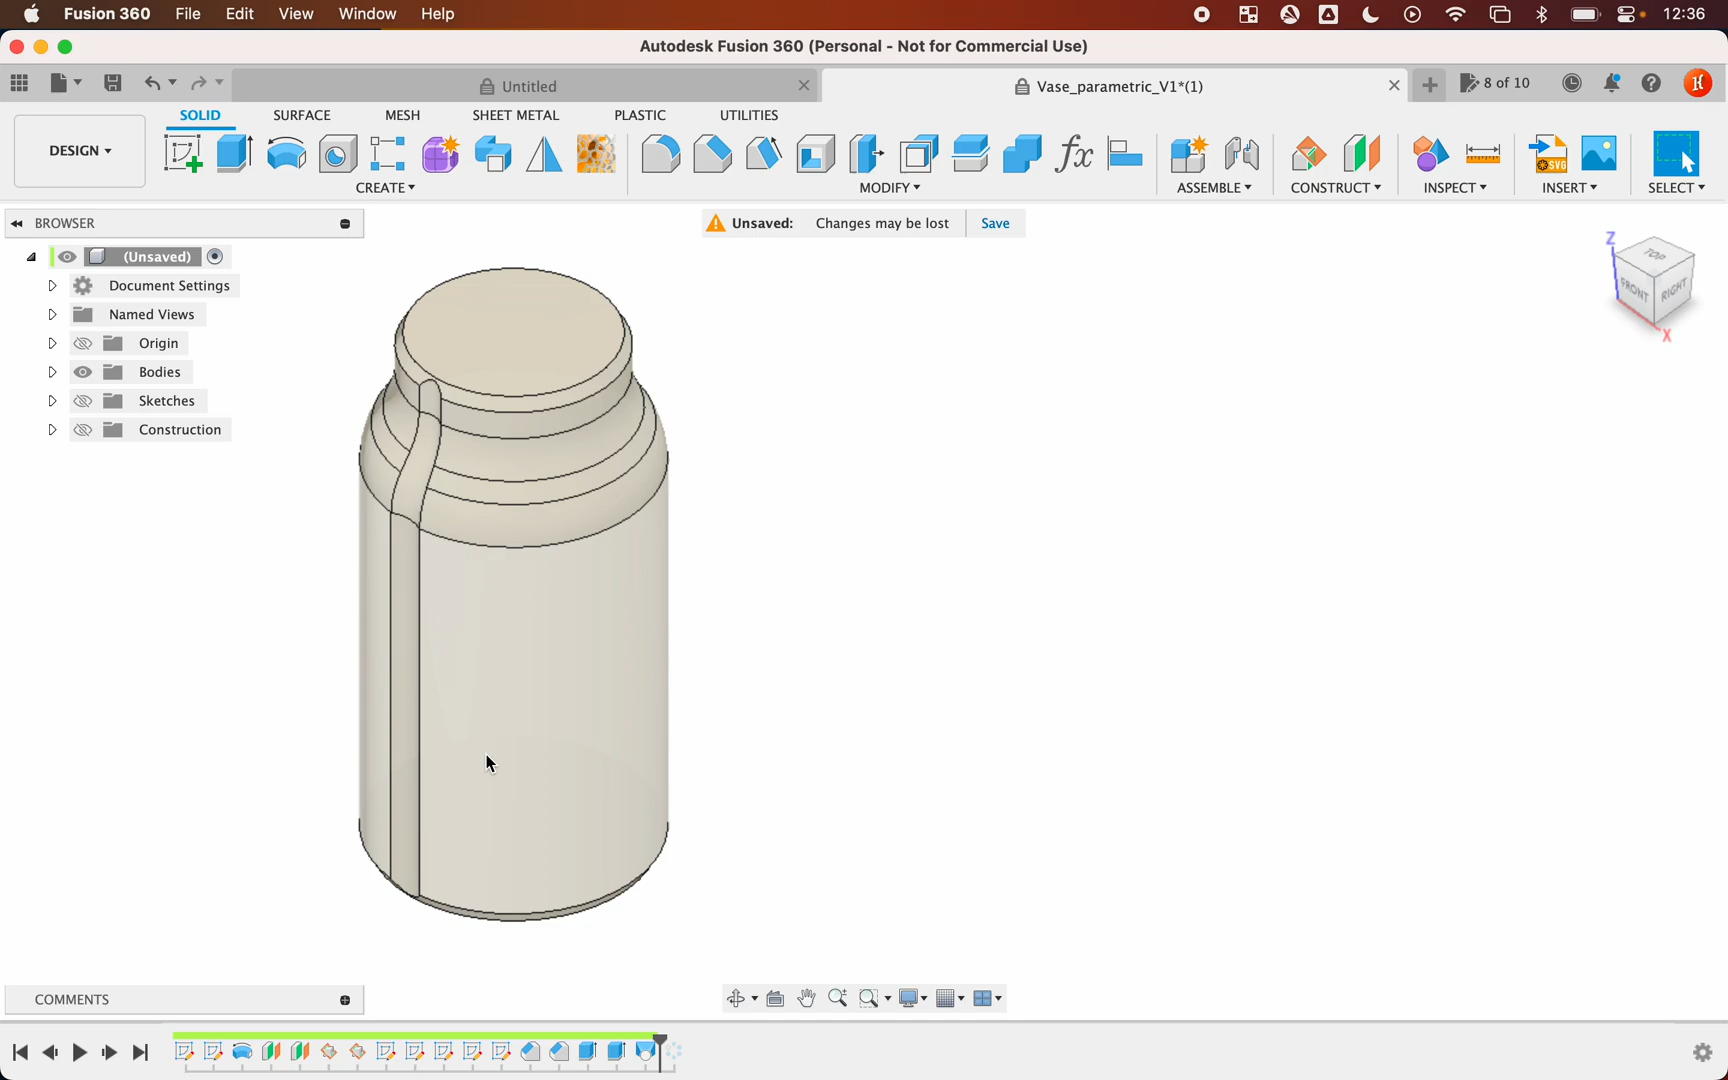 Fusion 360 File Edit View Window Help 12:36
Autodesk Fusion 360 (Personal - Not for Commercial Use)
Untitled Vase_parametric_V1*(1) 8 of 10
SOLID SURFACE MESH SHEET METAL PLASTIC UTILITIES
DESIGN
CREATE MODIFY ASSEMBLE CONSTRUCT INSPECT INSERT SELECT
SVG
fx
BROWSER
Unsaved: Changes may be lost Save
(Unsaved)
Document Settings
Named Views
Origin
Bodies
Sketches
Construction
Z
TOP
FRONT RIGHT
X
COMMENTS